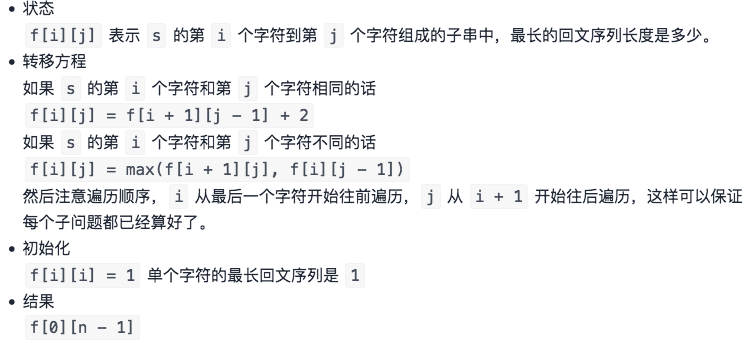 • 状态
f[i][j] 表示 s 的第 i 个字符到第 j 个字符组成的子串中，最长的回文序列长度是多少。
• 转移方程
如果 s 的第 i 个字符和第 j 个字符相同的话
f[i][j] = f[i + 1][j - 1] + 2
如果 s 的第 i 个字符和第 j 个字符不同的话
f[i][j] = max(f[i + 1][j], f[i][j - 1])
然后注意遍历顺序， i 从最后一个字符开始往前遍历， j 从 i + 1 开始往后遍历，这样可以保证
每个子问题都已经算好了。
• 初始化
f[i][i] = 1 单个字符的最长回文序列是 1
• 结果
f[0][n - 1]